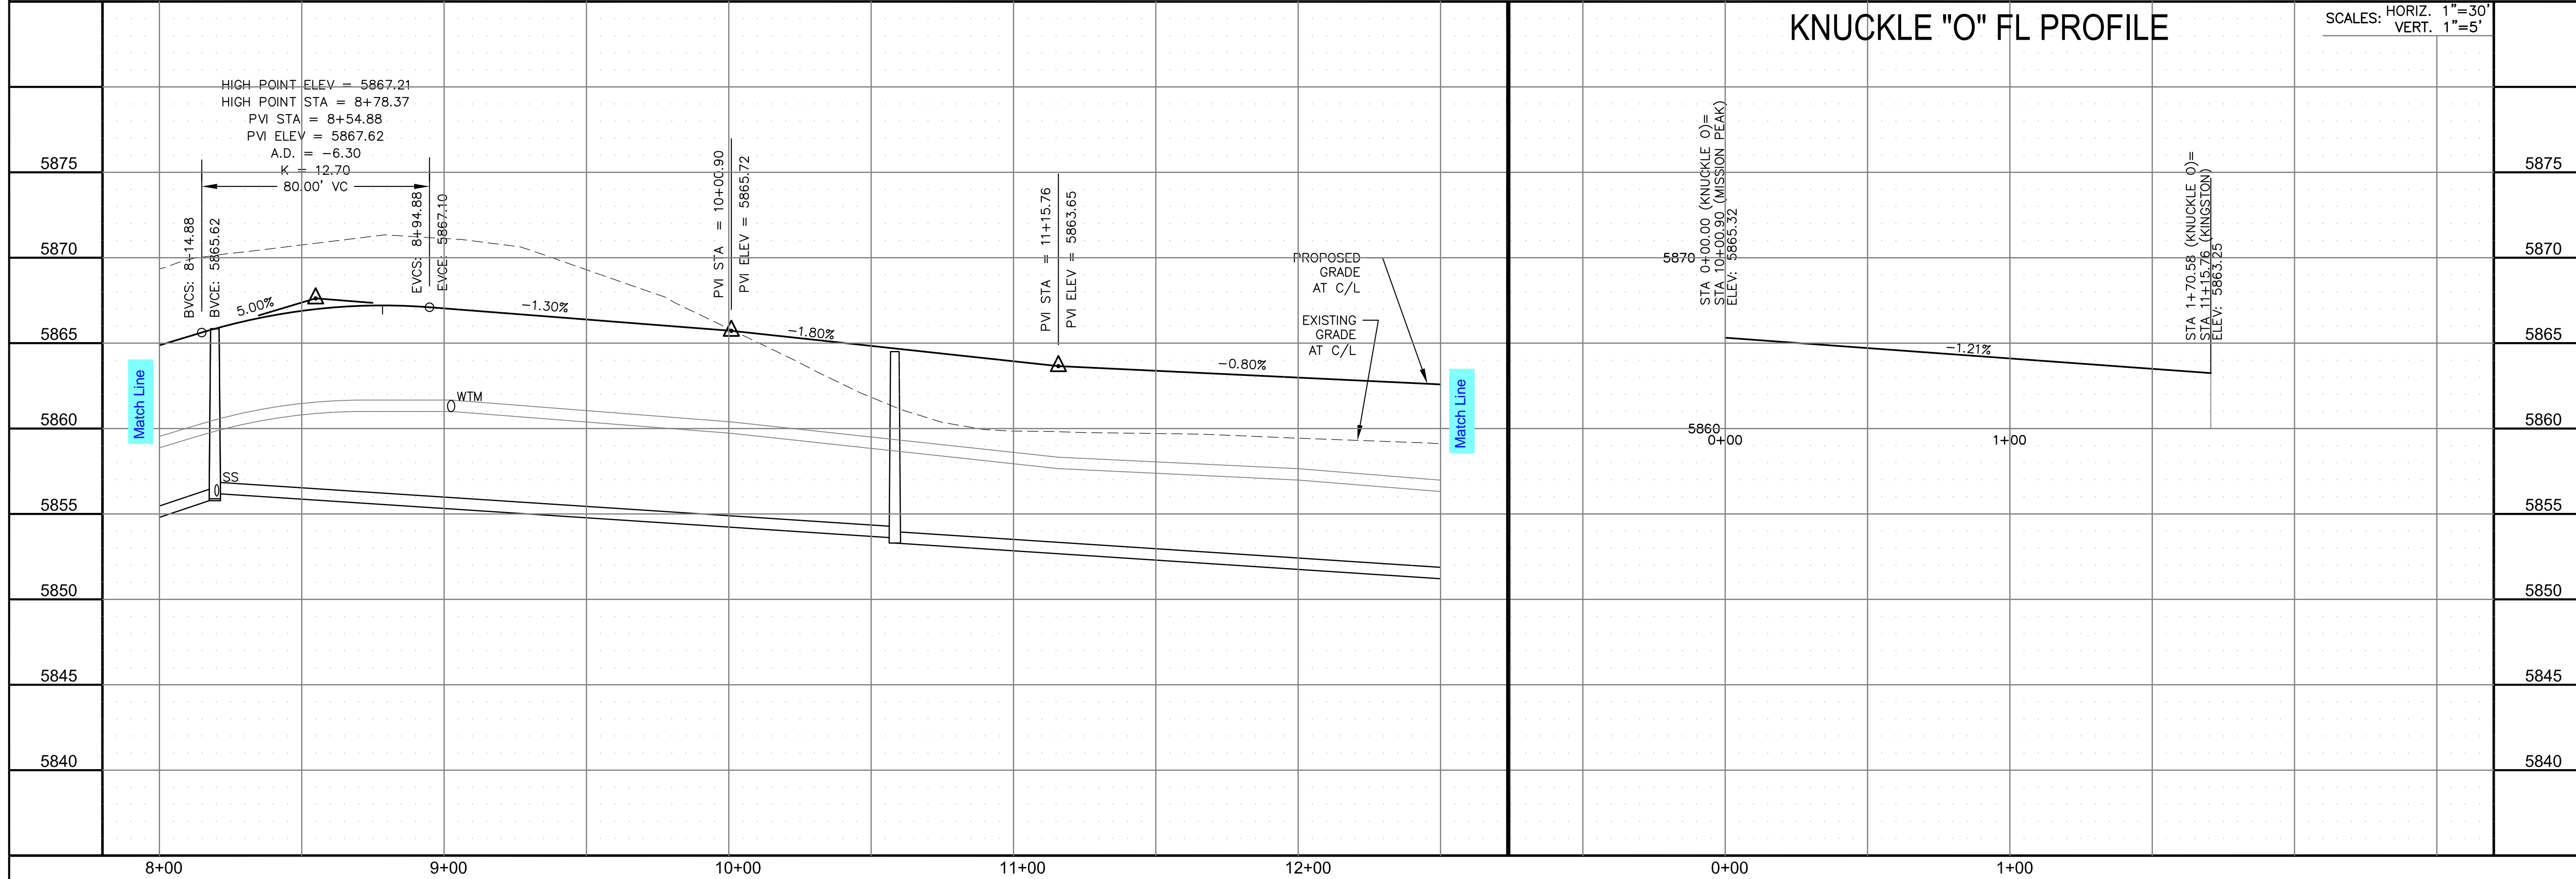 KNUCKLE "O" FL PROFILE
SCALES: HORIZ. 1"=30'
VERT. 1"=5'
HIGH POINT ELEV = 5867.21
HIGH POINT STA = 8+78.37
PVI STA = 8+54.88
PVI ELEV = 5867.62
A.D. = -6.30
K = 12.70
80.00' VC
BVCS: 8+14.88
BVCE: 5865.62
EVCS: 8+94.88
EVCE: 5867.10
PVI STA = 10+00.90
PVI ELEV = 5865.72
PVI STA = 11+15.76
PVI ELEV = 5863.65
5.00%
-1.30%
-1.80%
-0.80%
PROPOSED
GRADE
AT C/L
EXISTING
GRADE
AT C/L
Match Line
Match Line
WTM
SS
5875
5870
5865
5860
5855
5850
5845
5840
8+00
9+00
10+00
11+00
12+00
STA 0+00.00 (KNUCKLE O)=
STA 10+00.90 (MISSION PEAK)
ELEV: 5865.32
STA 1+70.58 (KNUCKLE O)=
STA 11+15.76 (KINGSTON)
ELEV: 5863.25
-1.21%
5870
5860
0+00
1+00
0+00
1+00
5875
5870
5865
5860
5855
5850
5845
5840